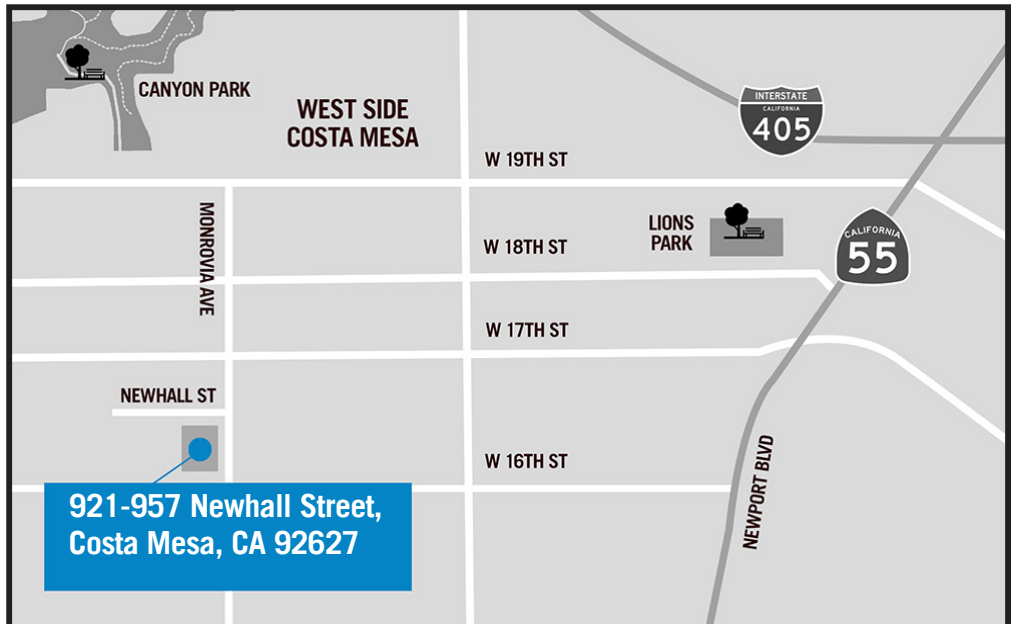 CANYON PARK
WEST SIDE
COSTA MESA
INTERSTATE
CALIFORNIA
405
W 19TH ST
MONROVIA AVE
LIONS
PARK
W 18TH ST
CALIFORNIA
55
W 17TH ST
NEWHALL ST
W 16TH ST
NEWPORT BLVD
921-957 Newhall Street,
Costa Mesa, CA 92627